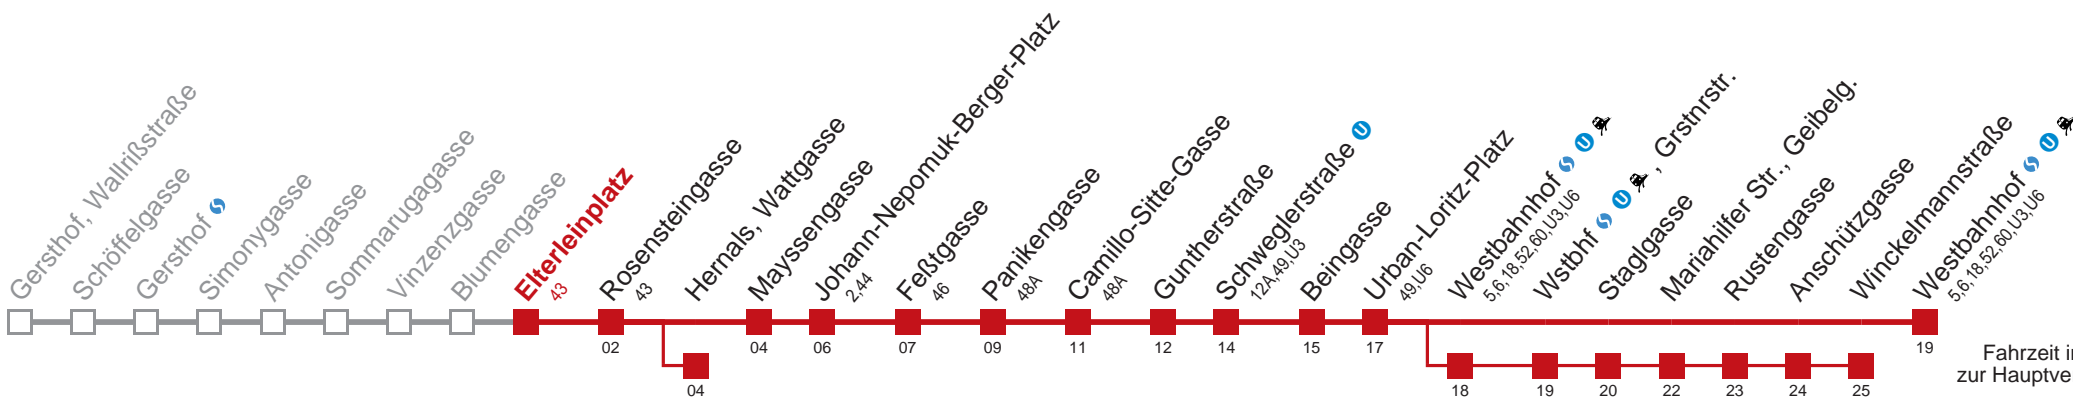 Gersthof, Wallrißstraße
Schöffelgasse
Gersthof
Simonygasse
Antonigasse
Sommarugagasse
Vinzenzgasse
Blumengasse
Elterleinplatz
43
Rosensteingasse
43
Hernals, Wattgasse
Mayssengasse
Johann-Nepomuk-Berger-Platz
2,44
Feßtgasse
46
Panikengasse
48A
Camillo-Sitte-Gasse
48A
Guntherstraße
Schweglerstraße U
12A,49,U3
Beingasse
Urban-Loritz-Platz
49,U6
Westbahnhof S U
5,6,18,52,60,U3,U6
Wstbhf S U , Grstnrstr.
Staglgasse
Mariahilfer Str., Geibelg.
Rustengasse
Anschützgasse
Winckelmannstraße
Westbahnhof S U
5,6,18,52,60,U3,U6
02
04
06
07
09
11
12
14
15
17
19
04
18
19
20
22
23
24
25
Fahrzeit i
zur Hauptve